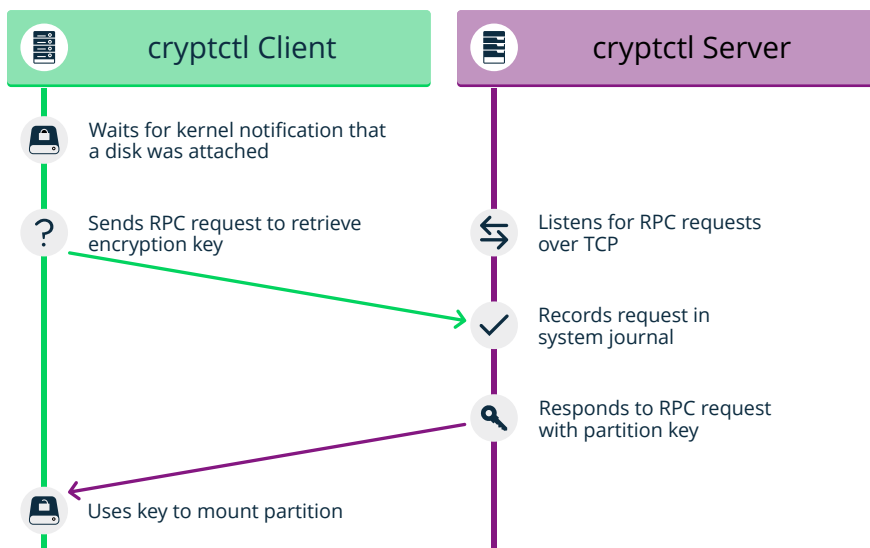 cryptctl Client
cryptctl Server
Waits for kernel notification that
a disk was attached
Sends RPC request to retrieve
encryption key
Listens for RPC requests
over TCP
Records request in
system journal
Responds to RPC request
with partition key
Uses key to mount partition